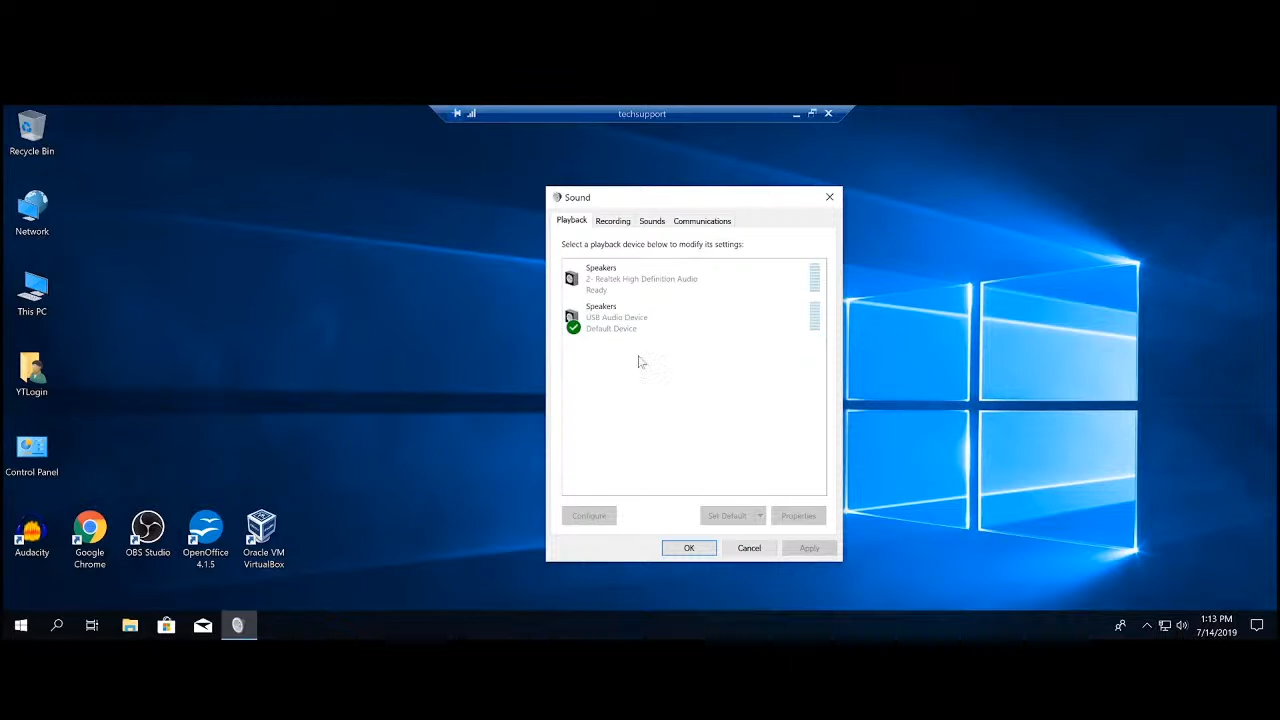 techsupport
Recycle Bin
Network
This PC
YTLogin
Control Panel
Audacity
Google
Chrome
OBS Studio
OpenOffice
4.1.5
Oracle VM
VirtualBox
Sound
Playback
Recording
Sounds
Communications
Select a playback device below to modify its settings:
Speakers
2- Realtek High Definition Audio
Ready
Speakers
USB Audio Device
Default Device
Configure
Set Default
Properties
OK
Cancel
Apply
1:13 PM
7/14/2019